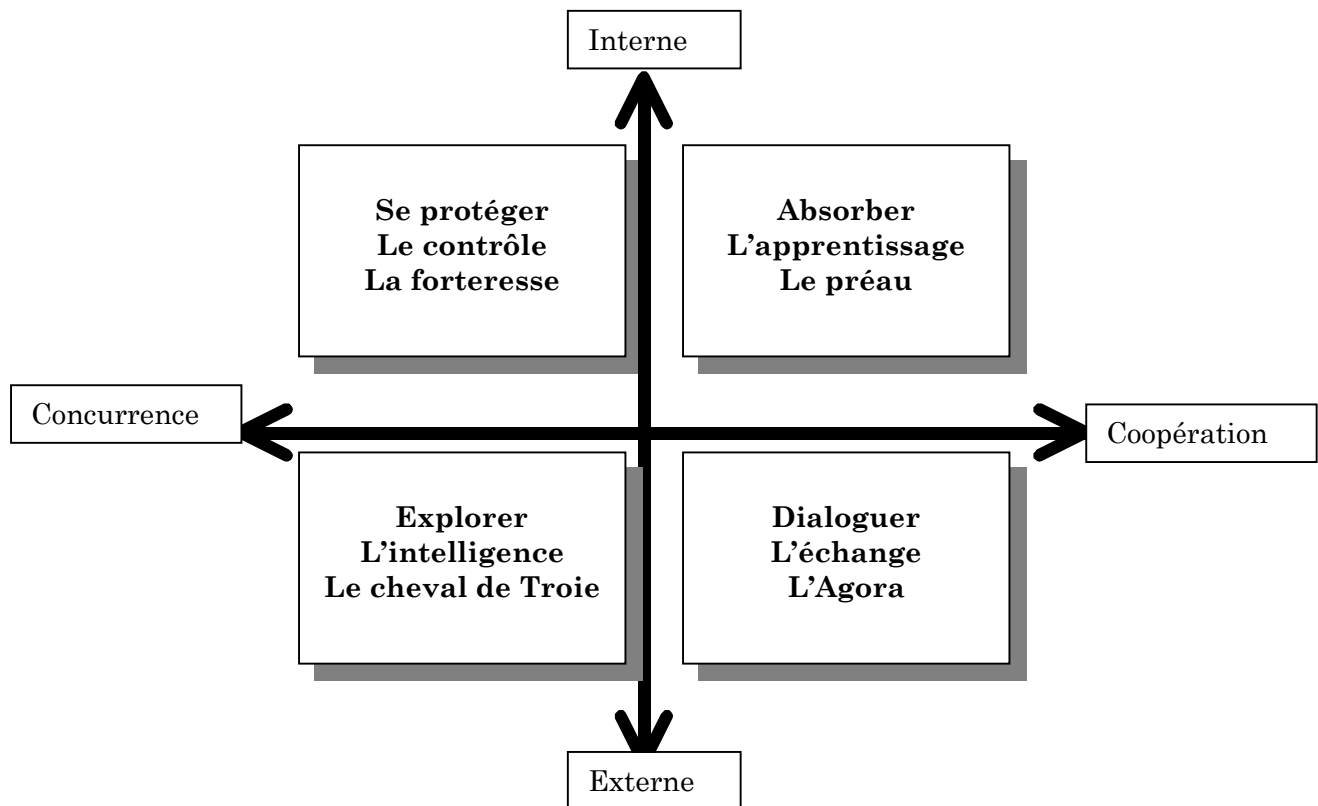 Interne
Se protéger
Le contrôle
La forteresse
Absorber
L’apprentissage
Le préau
Concurrence
Coopération
Explorer
L’intelligence
Le cheval de Troie
Dialoguer
L’échange
L’Agora
Externe